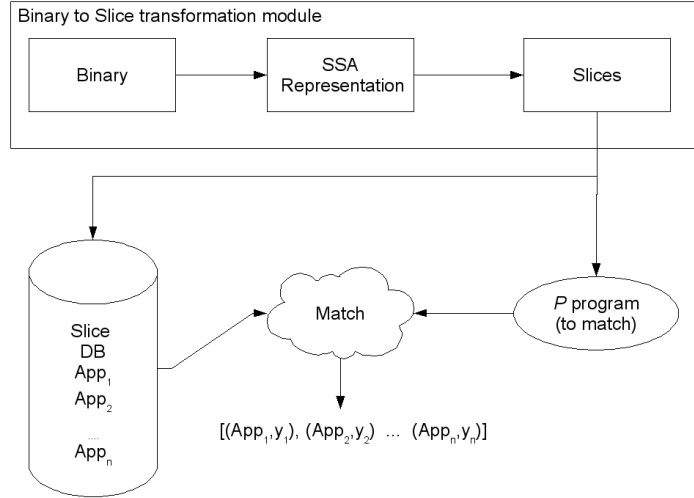 Binary to Slice transformation module
Binary
SSA
Representation
Slices
Slice
DB
App₁
App₂
....
Appₙ
Match
P program
(to match)
[(App₁,y₁), (App₂,y₂) ... (Appₙ,yₙ)]